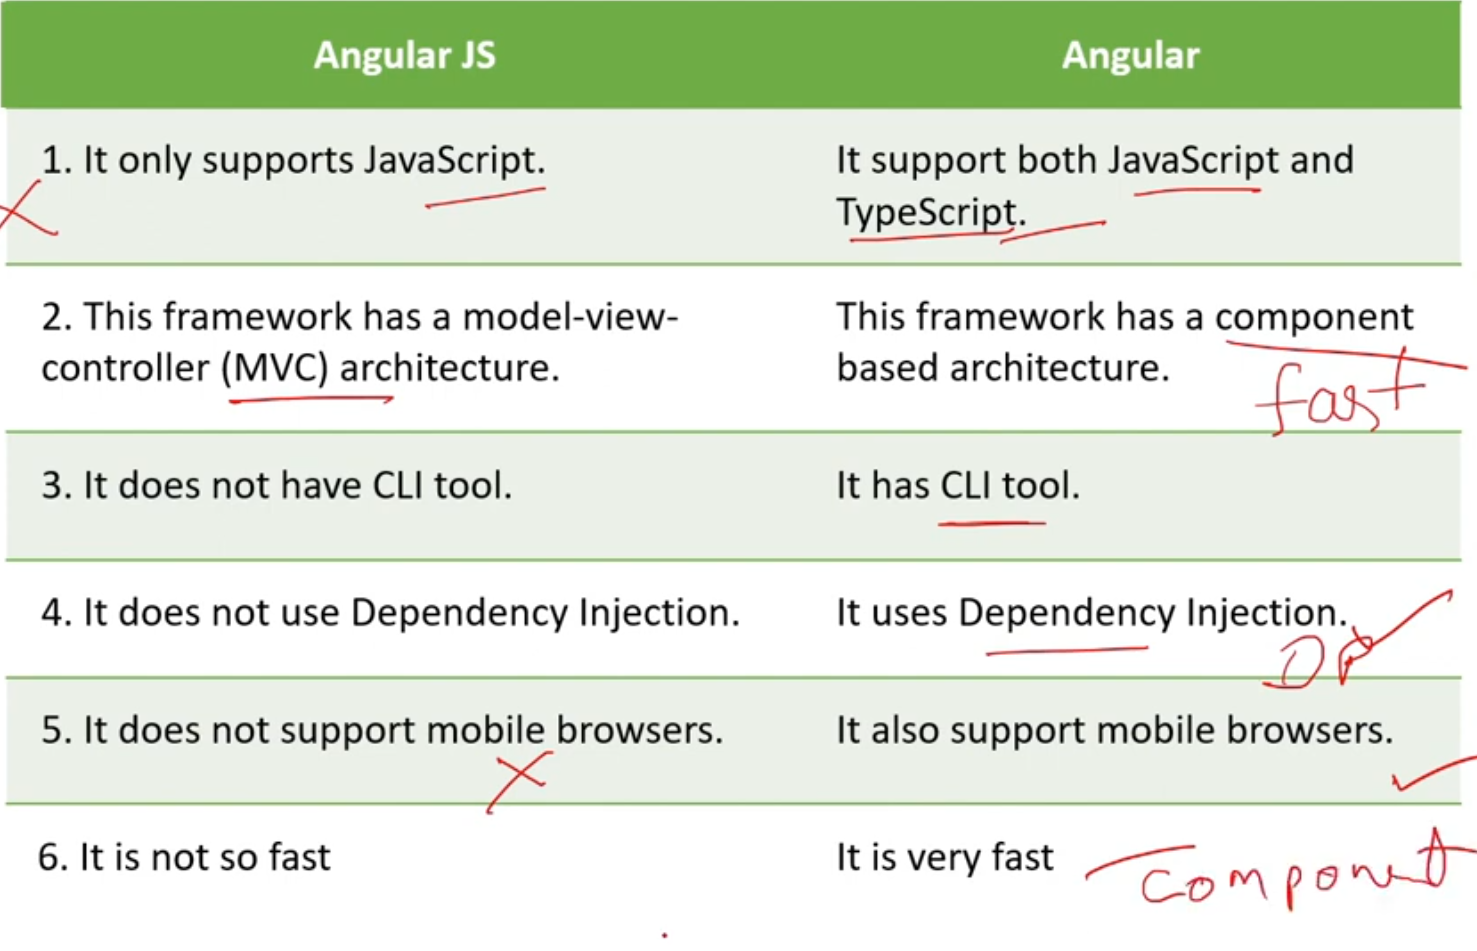 Angular JS
Angular
1. It only supports JavaScript.
It support both JavaScript and
TypeScript.
2. This framework has a model-view-
controller (MVC) architecture.
This framework has a component
based architecture.
fast
3. It does not have CLI tool.
It has CLI tool.
4. It does not use Dependency Injection.
It uses Dependency Injection.
5. It does not support mobile browsers.
It also support mobile browsers.
6. It is not so fast
It is very fast
component